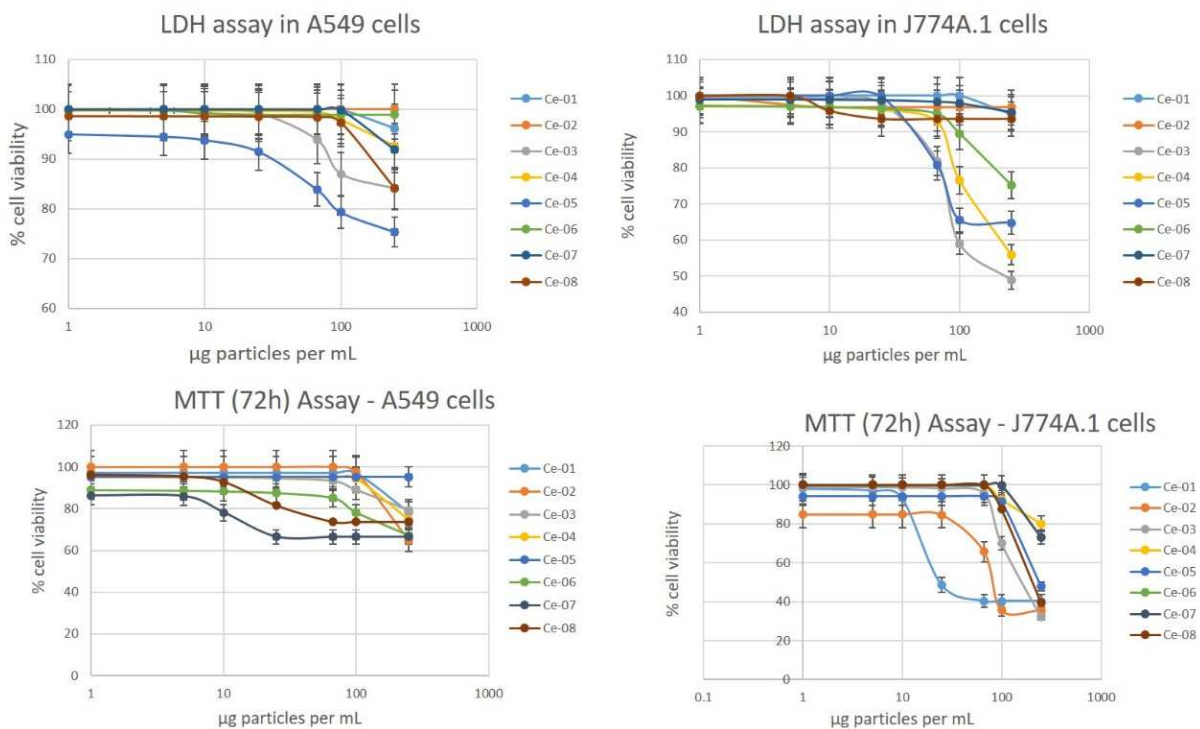 LDH assay in A549 cells
110
100
90
80
70
60
% cell viability
1
10
100
1000
µg particles per mL
Ce-01
Ce-02
Ce-03
Ce-04
Ce-05
Ce-06
Ce-07
Ce-08
LDH assay in J774A.1 cells
110
100
90
80
70
60
50
40
% cell viability
1
10
100
1000
µg particles per mL
Ce-01
Ce-02
Ce-03
Ce-04
Ce-05
Ce-06
Ce-07
Ce-08
MTT (72h) Assay - A549 cells
120
100
80
60
40
20
0
% cell viability
1
10
100
1000
µg particles per mL
Ce-01
Ce-02
Ce-03
Ce-04
Ce-05
Ce-06
Ce-07
Ce-08
MTT (72h) Assay - J774A.1 cells
120
100
80
60
40
20
0
% cell viability
0.1
1
10
100
1000
µg particles per mL
Ce-01
Ce-02
Ce-03
Ce-04
Ce-05
Ce-06
Ce-07
Ce-08